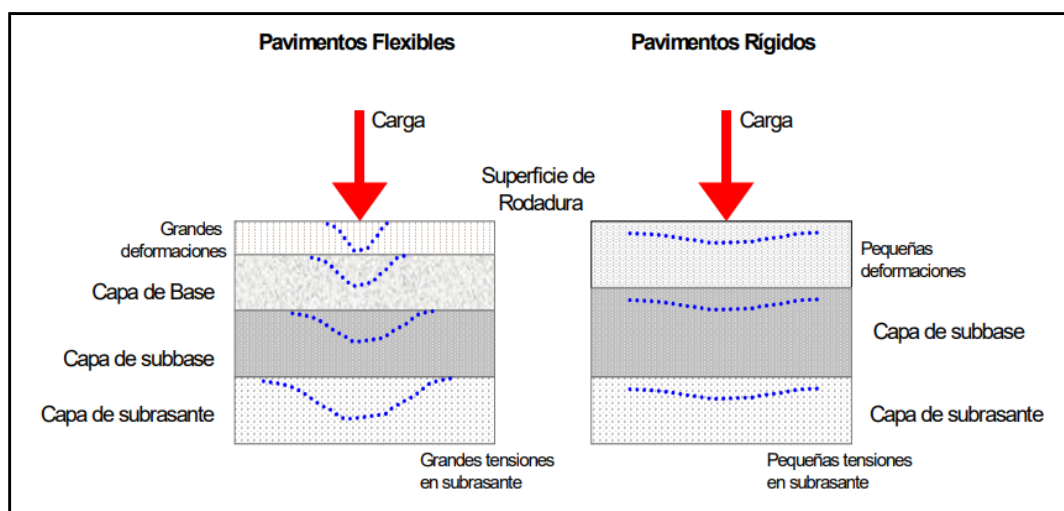 Pavimentos Flexibles
Pavimentos Rígidos
Carga
Carga
Superficie de
Rodadura
Grandes
deformaciones
Capa de Base
Capa de subbase
Capa de subrasante
Grandes tensiones
en subrasante
Pequeñas
deformaciones
Capa de subbase
Capa de subrasante
Pequeñas tensiones
en subrasante